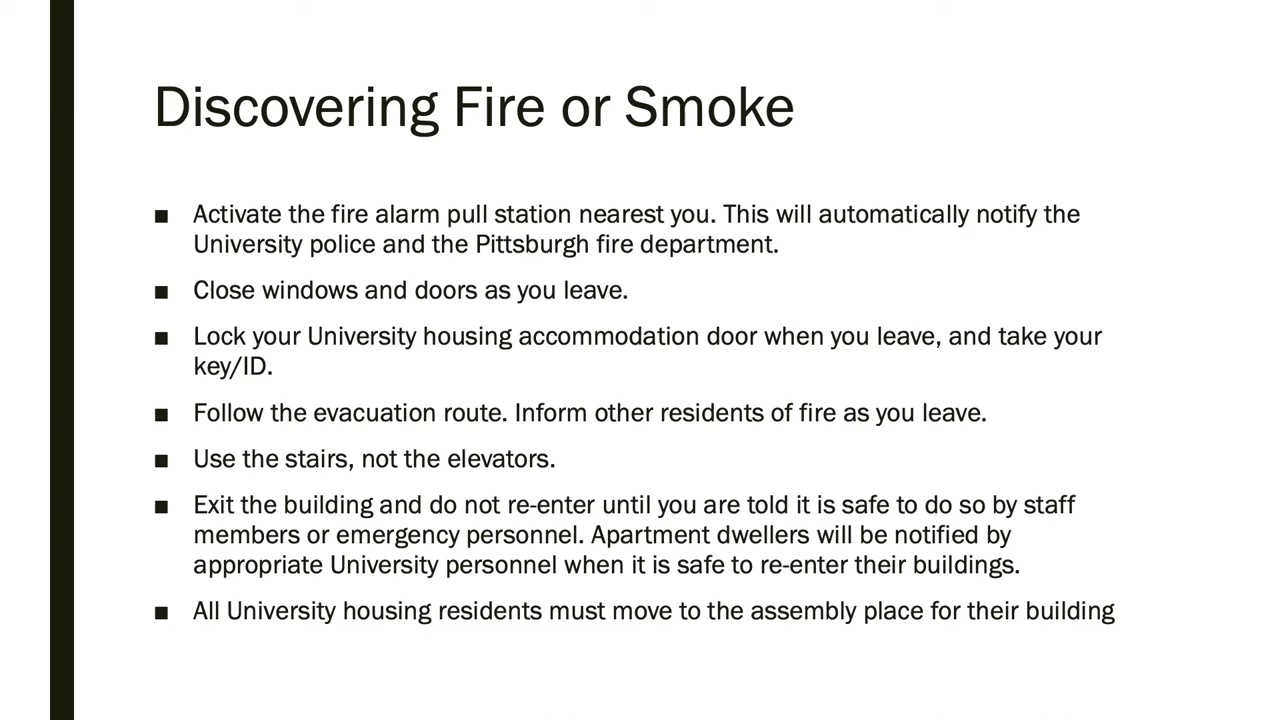 Discovering Fire or Smoke
■ Activate the fire alarm pull station nearest you. This will automatically notify the
University police and the Pittsburgh fire department.
■ Close windows and doors as you leave.
■ Lock your University housing accommodation door when you leave, and take your
key/ID.
■ Follow the evacuation route. Inform other residents of fire as you leave.
■ Use the stairs, not the elevators.
■ Exit the building and do not re-enter until you are told it is safe to do so by staff
members or emergency personnel. Apartment dwellers will be notified by
appropriate University personnel when it is safe to re-enter their buildings.
■ All University housing residents must move to the assembly place for their building